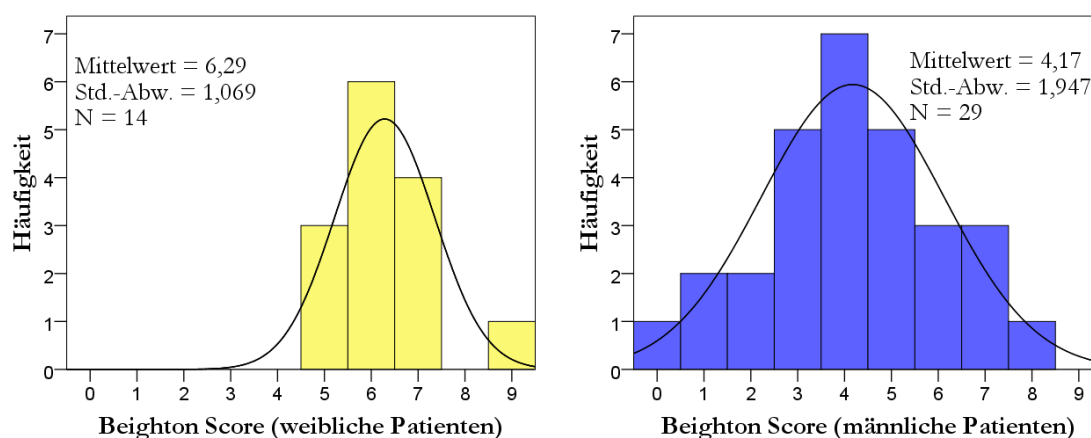 7
6
5
4
3
2
1
0
Häufigkeit
Mittelwert = 6,29
Std.-Abw. = 1,069
N = 14
0 1 2 3 4 5 6 7 8 9
Beighton Score (weibliche Patienten)
7
6
5
4
3
2
1
0
Häufigkeit
Mittelwert = 4,17
Std.-Abw. = 1,947
N = 29
0 1 2 3 4 5 6 7 8 9
Beighton Score (männliche Patienten)